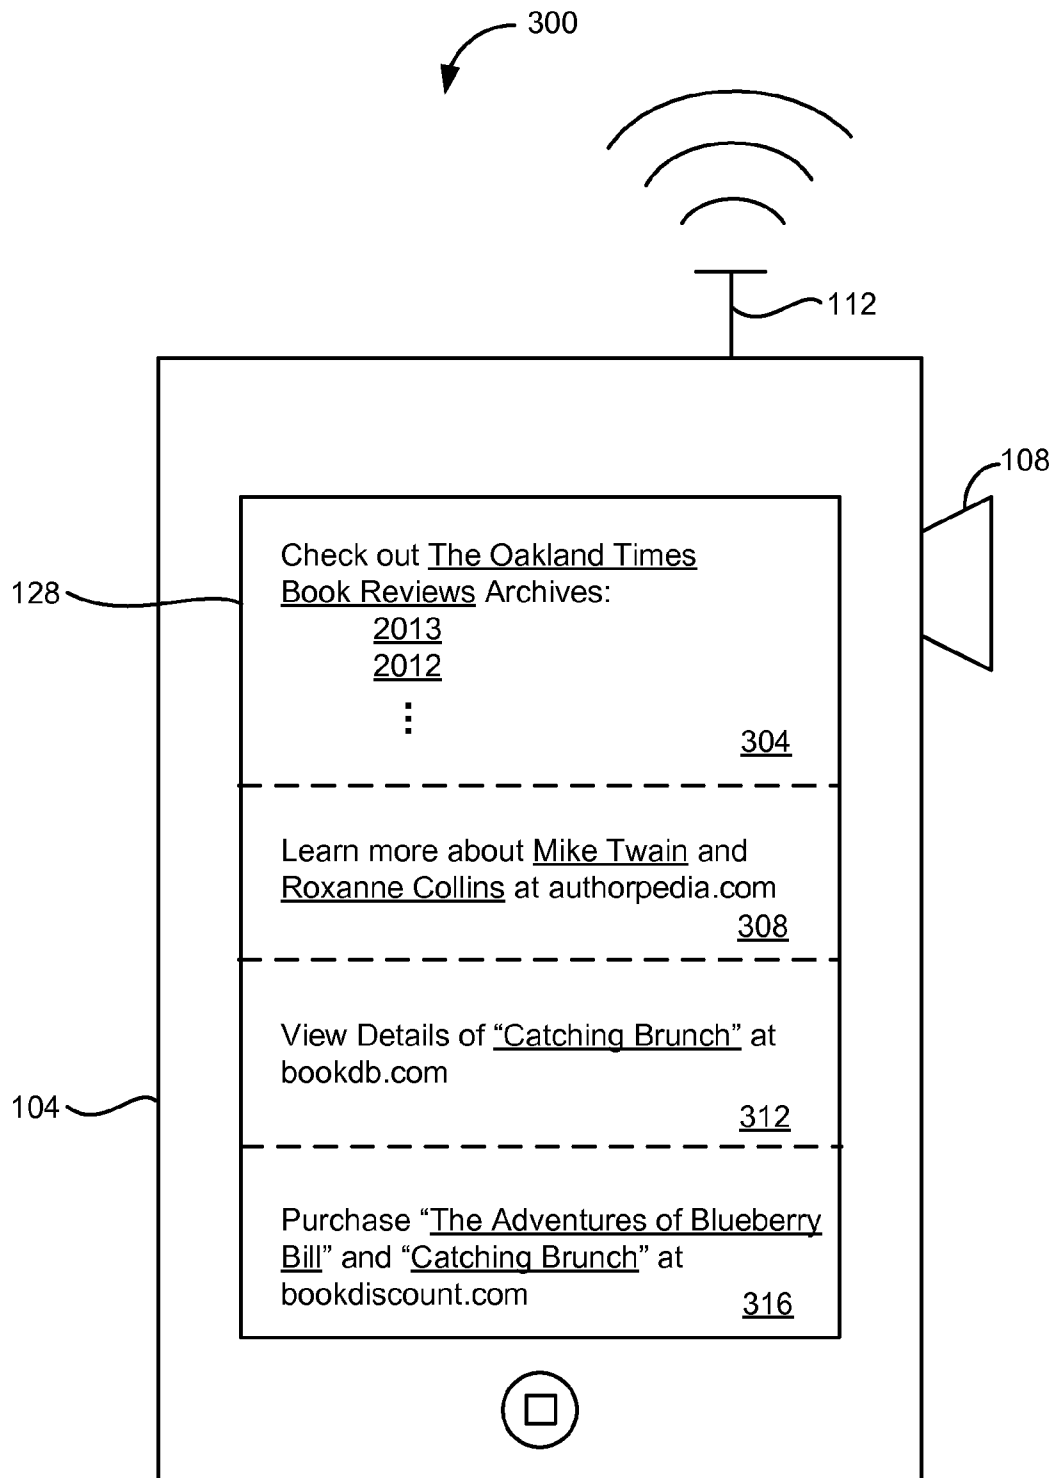 300
112
108
128
104
Check out The Oakland Times
Book Reviews Archives:
2013
2012
⋮
304
Learn more about Mike Twain and
Roxanne Collins at authorpedia.com
308
View Details of “Catching Brunch” at
bookdb.com
312
Purchase “The Adventures of Blueberry
Bill” and “Catching Brunch” at
bookdiscount.com
316